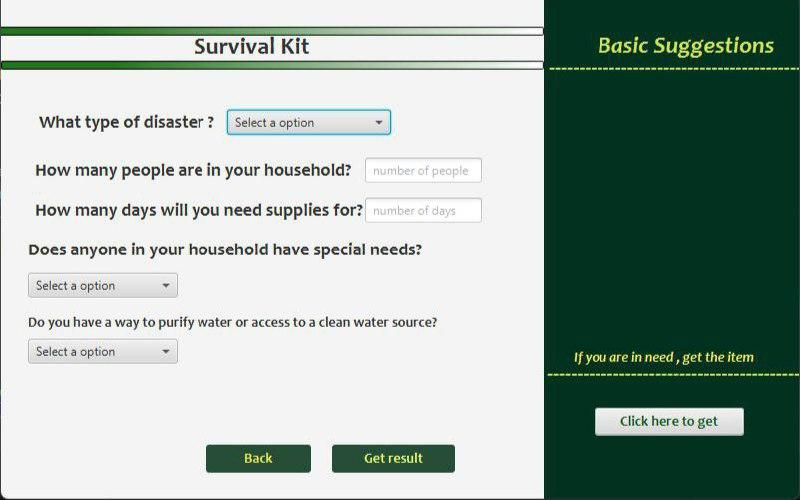 Survival Kit
What type of disaster ?
Select a option
How many people are in your household?
number of people
How many days will you need supplies for?
number of days
Does anyone in your household have special needs?
Select a option
Do you have a way to purify water or access to a clean water source?
Select a option
Back
Get result
Basic Suggestions
If you are in need , get the item
Click here to get